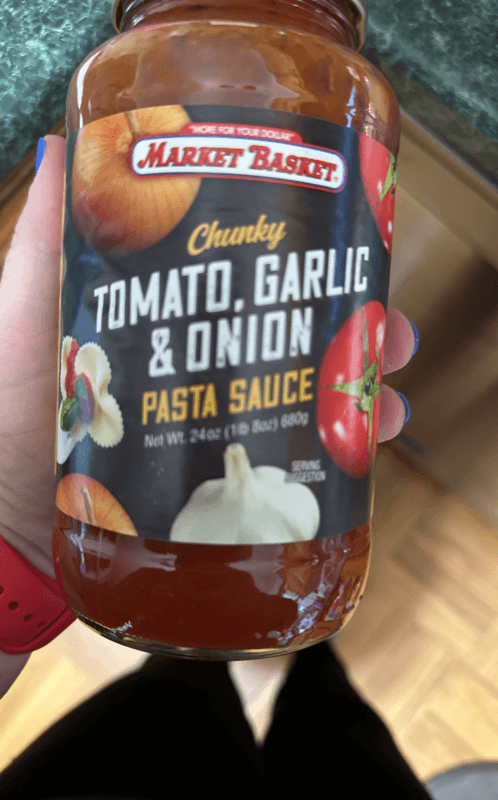 "MORE FOR YOUR DOLLAR"
MARKET BASKET®
Chunky
TOMATO, GARLIC
& ONION
PASTA SAUCE
Net Wt. 24oz (1lb 8oz) 680g
SERVING
SUGGESTION